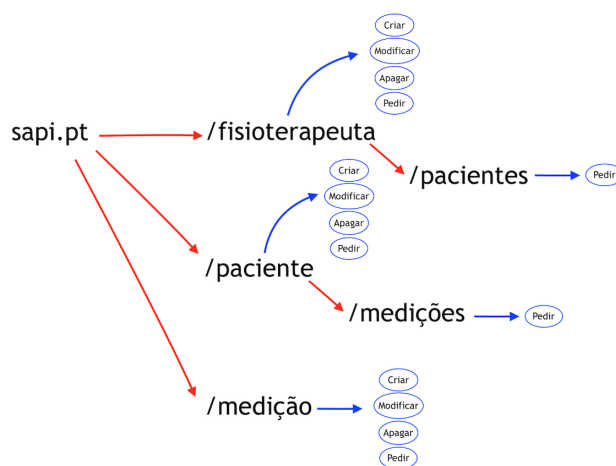 Criar
Modificar
Apagar
Pedir
sapi.pt
/fisioterapeuta
/pacientes
Pedir
Criar
Modificar
Apagar
Pedir
/paciente
/medições
Pedir
/medição
Criar
Modificar
Apagar
Pedir